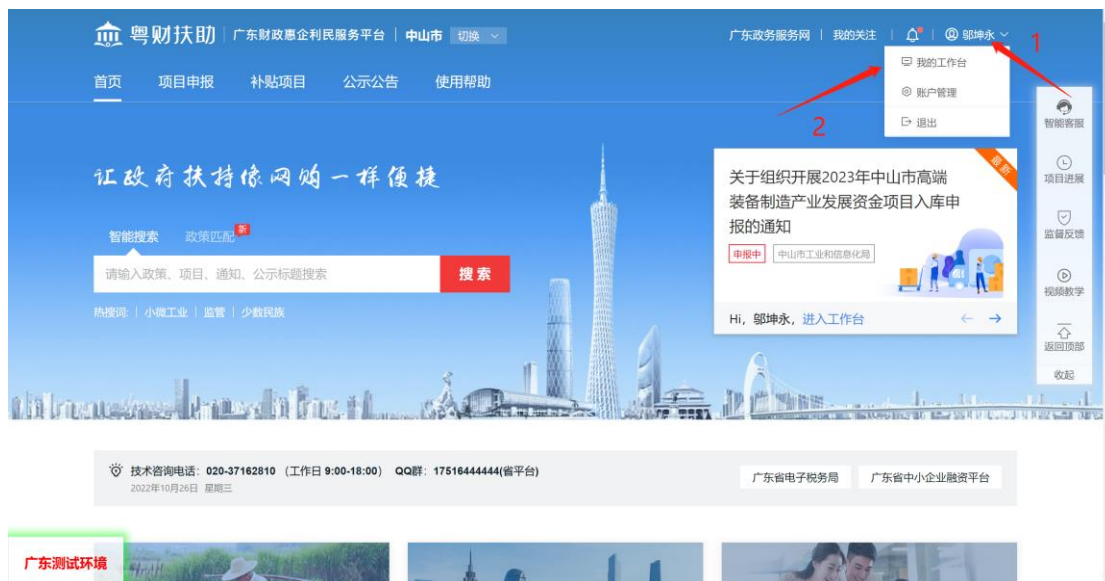 粤财扶助 | 广东财政惠企利民服务平台 | 中山市 切换
广东政务服务网 | 我的关注 | 邬坤永
1
首页 项目申报 补贴项目 公示公告 使用帮助
我的工作台
账户管理
退出
2
智能客服
项目进展
监督反馈
视频教学
返回顶部
收起
让政府扶持像网购一样便捷
智能搜索 政策匹配 新
请输入政策、项目、通知、公示标题搜索 搜索
热搜词: | 小微工业 | 监管 | 少数民族
最新
关于组织开展2023年中山市高端
装备制造产业发展资金项目入库申
报的通知
申报中 中山市工业和信息化局
Hi, 邬坤永, 进入工作台 ← →
技术咨询电话: 020-37162810 (工作日 9:00-18:00) QQ群: 17516444444(省平台)
2022年10月26日 星期三
广东省电子税务局 广东省中小企业融资平台
广东测试环境